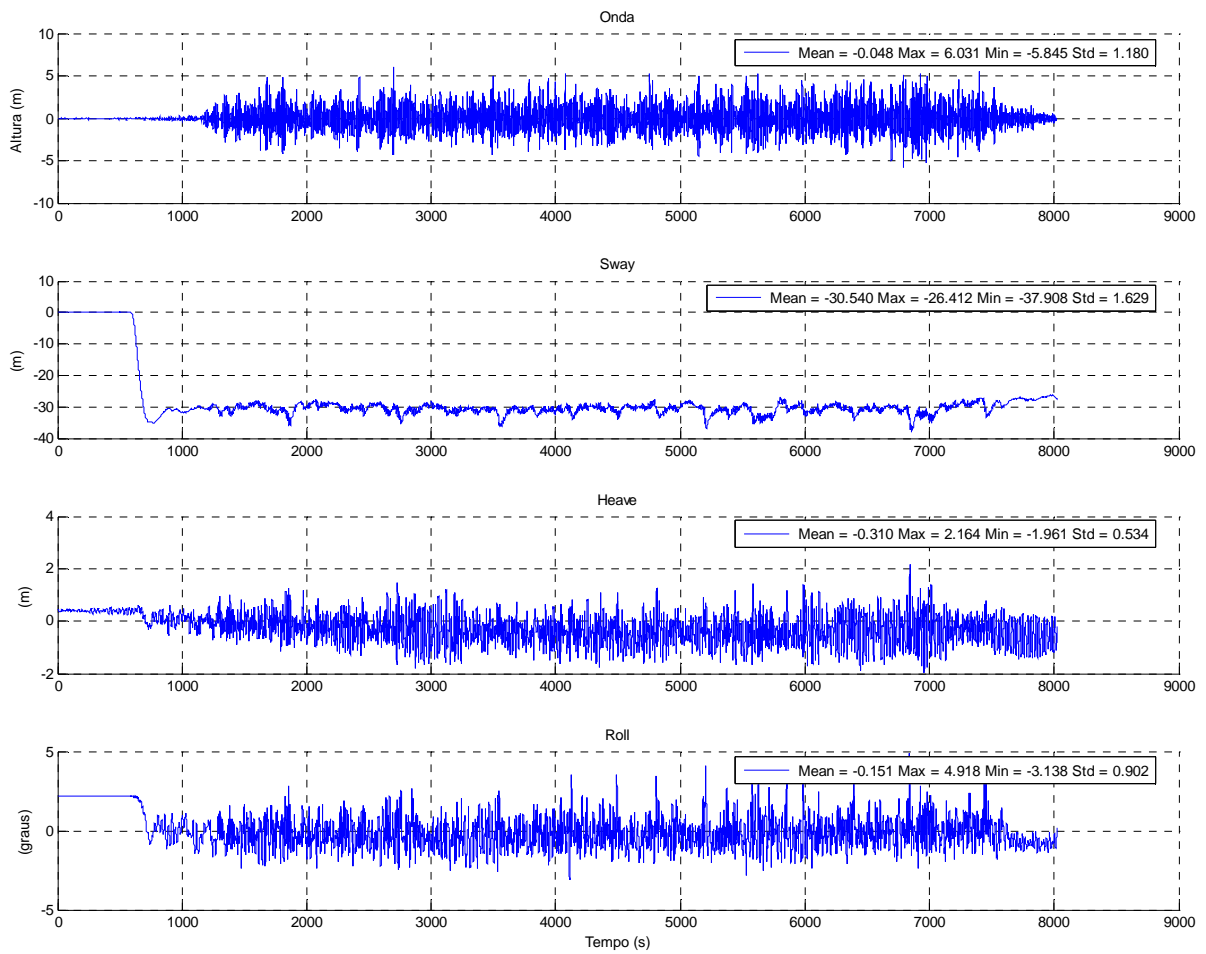 Onda
Mean = -0.048 Max = 6.031 Min = -5.845 Std = 1.180
Altura (m)
10
5
0
-5
-10
0 1000 2000 3000 4000 5000 6000 7000 8000 9000
Sway
Mean = -30.540 Max = -26.412 Min = -37.908 Std = 1.629
(m)
10
0
-10
-20
-30
-40
0 1000 2000 3000 4000 5000 6000 7000 8000 9000
Heave
Mean = -0.310 Max = 2.164 Min = -1.961 Std = 0.534
(m)
4
2
0
-2
0 1000 2000 3000 4000 5000 6000 7000 8000 9000
Roll
Mean = -0.151 Max = 4.918 Min = -3.138 Std = 0.902
(graus)
5
0
-5
0 1000 2000 3000 4000 5000 6000 7000 8000 9000
Tempo (s)